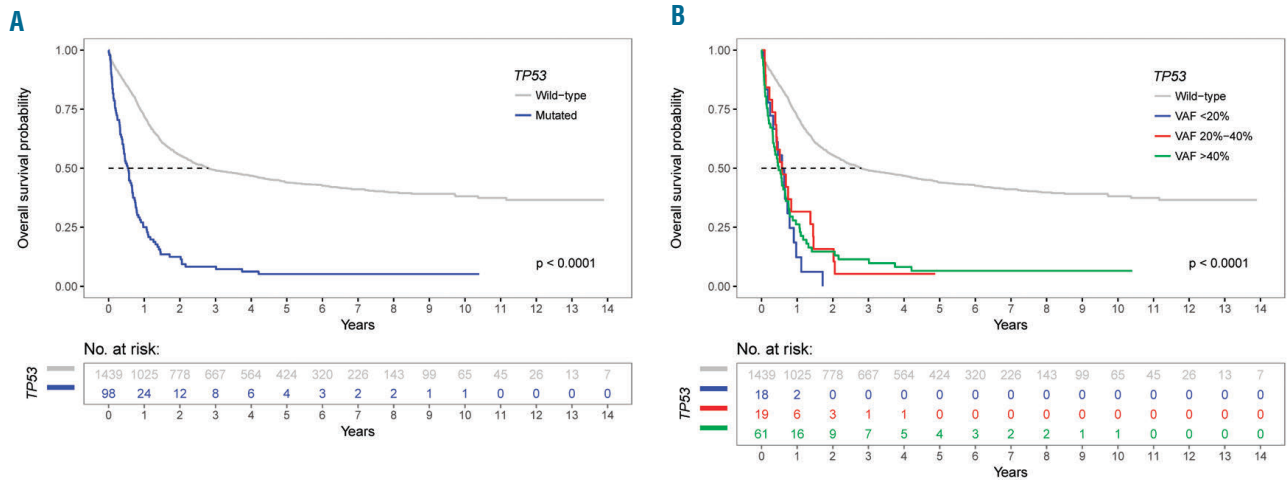 A
1.00
0.75
0.50
0.25
0.00
Overall survival probability
TP53
Wild-type
Mutated
p < 0.0001
0 1 2 3 4 5 6 7 8 9 10 11 12 13 14
Years
No. at risk:
TP53
1439 1025 778 667 564 424 320 226 143 99 65 45 26 13 7
98 24 12 8 6 4 3 2 2 1 1 0 0 0 0
0 1 2 3 4 5 6 7 8 9 10 11 12 13 14
Years
B
1.00
0.75
0.50
0.25
0.00
Overall survival probability
TP53
Wild-type
VAF <20%
VAF 20%-40%
VAF >40%
p < 0.0001
0 1 2 3 4 5 6 7 8 9 10 11 12 13 14
Years
No. at risk:
TP53
1439 1025 778 667 564 424 320 226 143 99 65 45 26 13 7
18 2 0 0 0 0 0 0 0 0 0 0 0 0 0
19 6 3 1 1 0 0 0 0 0 0 0 0 0 0
61 16 9 7 5 4 3 2 2 1 1 0 0 0 0
0 1 2 3 4 5 6 7 8 9 10 11 12 13 14
Years